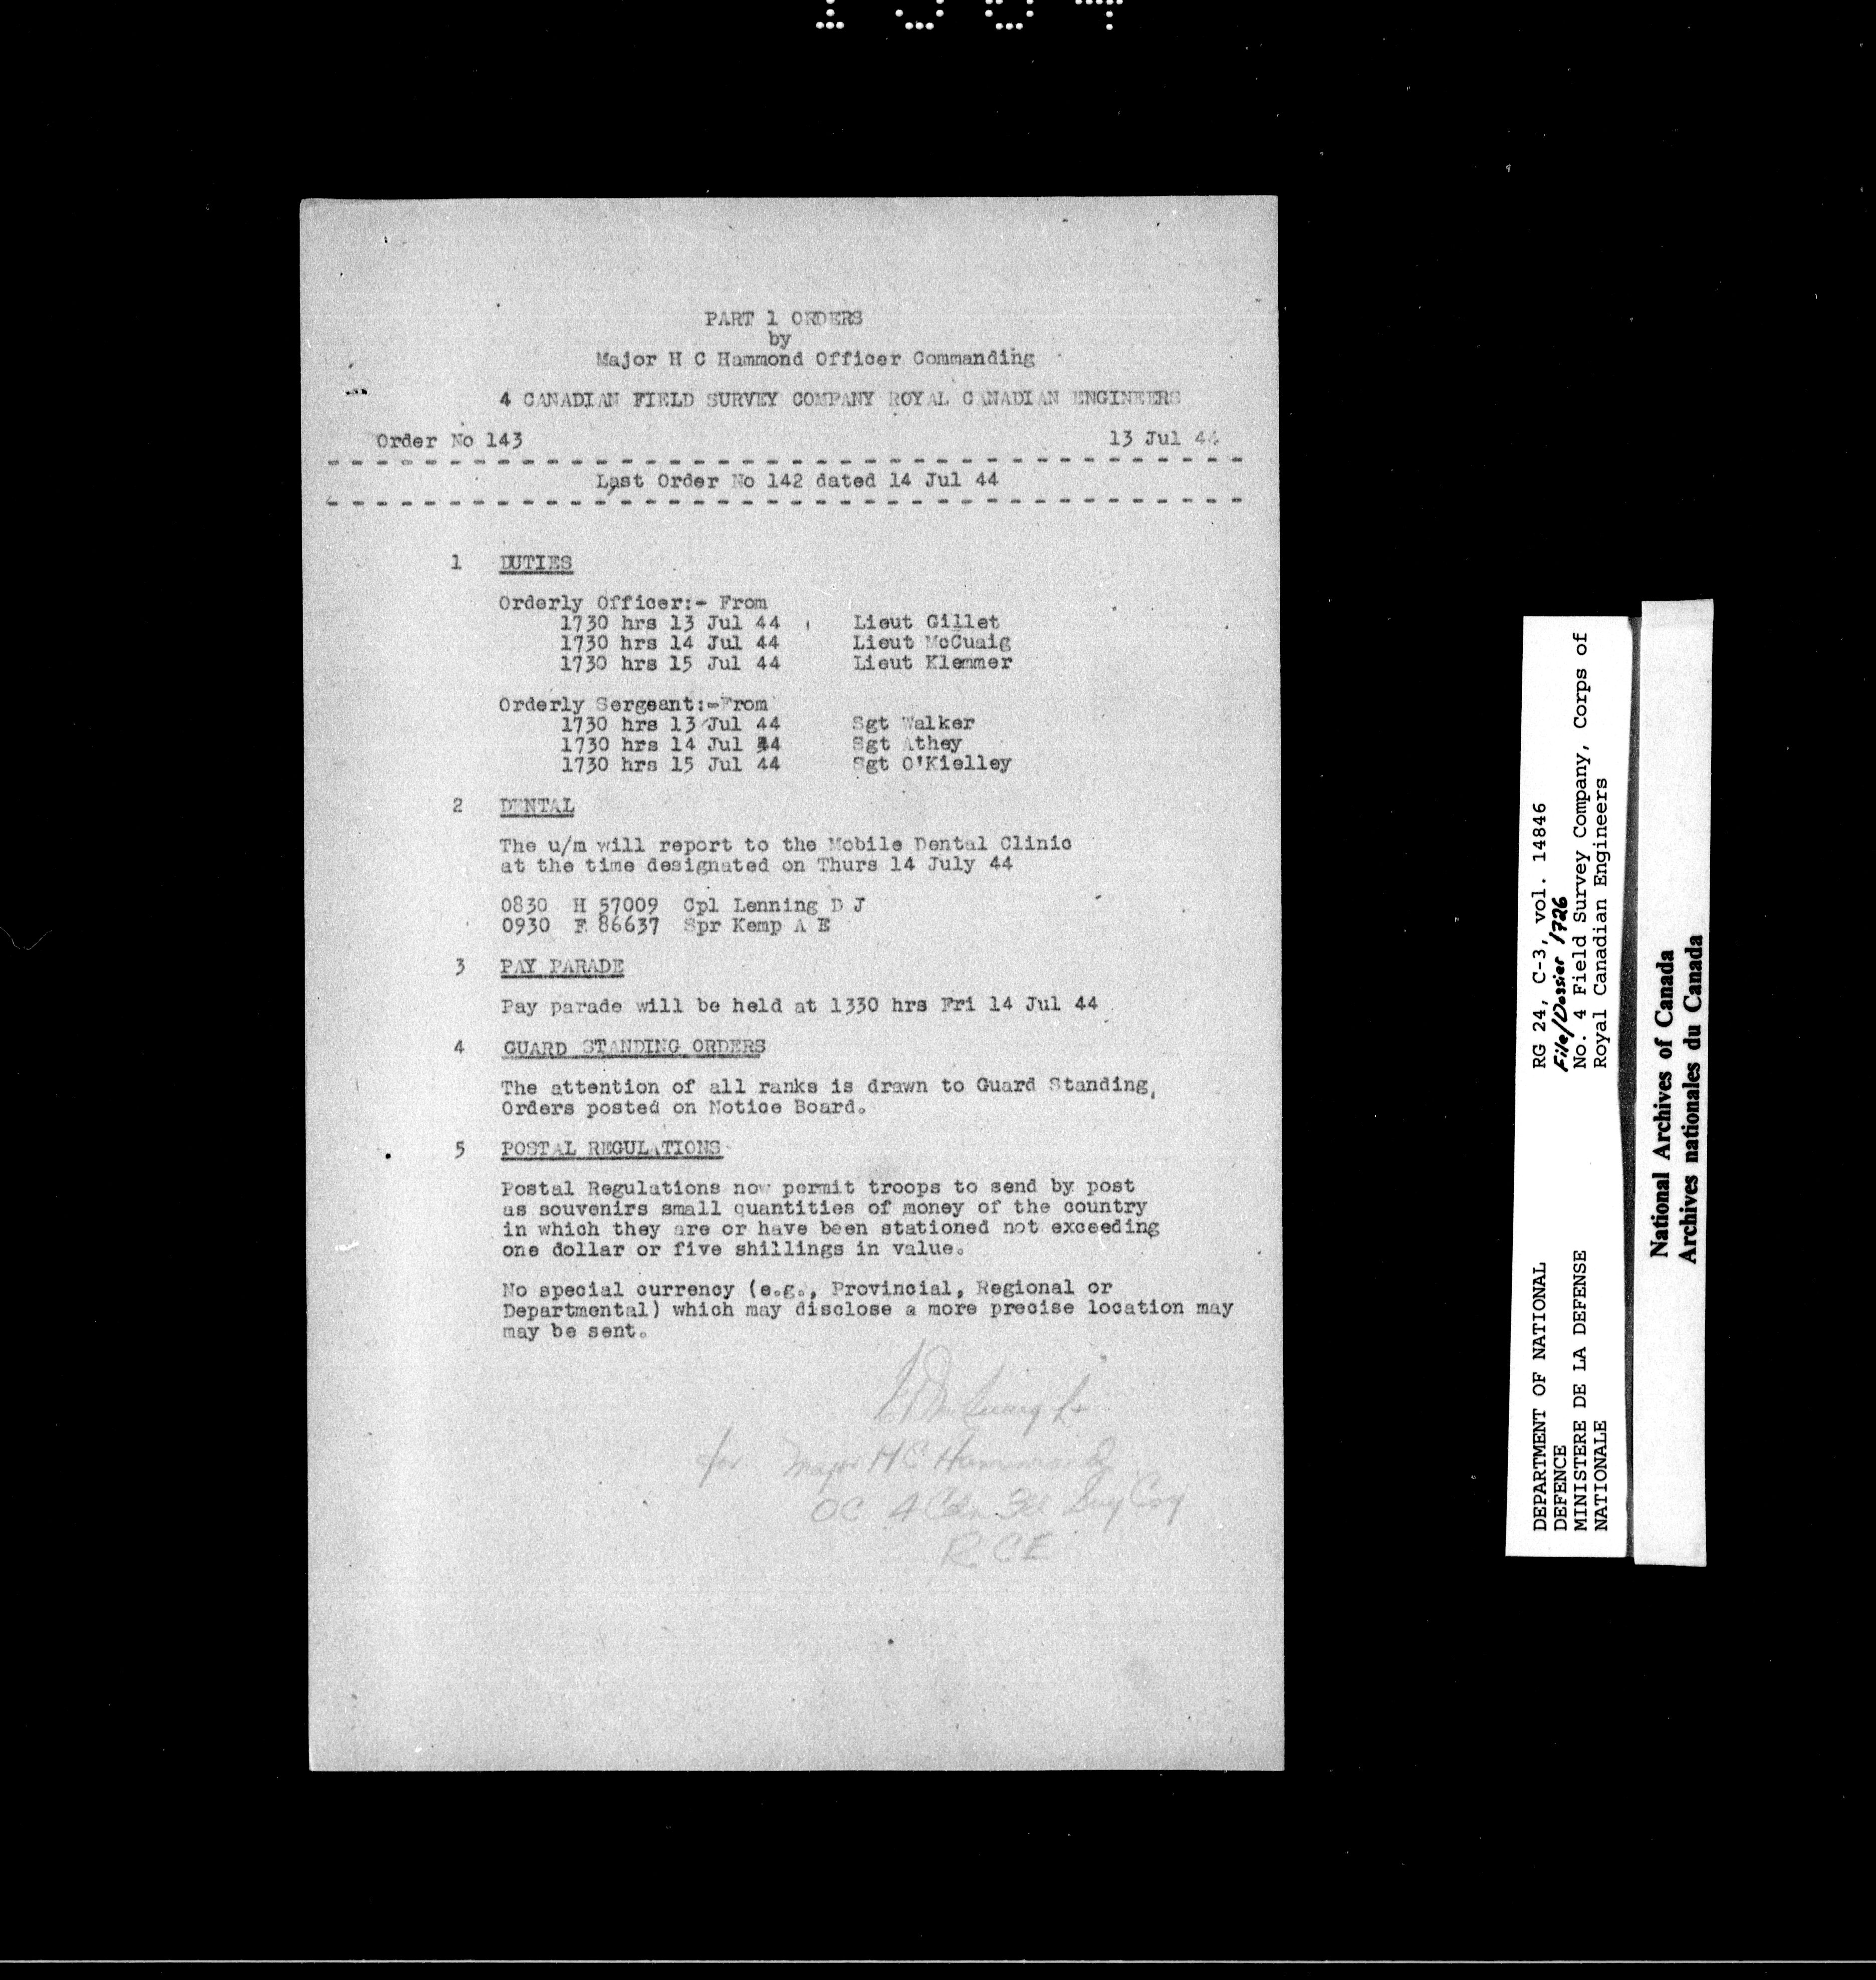 PART 1 ORDERS
by
Major H C Hammond Officer Commanding
4 CANADIAN FIELD SURVEY COMPANY ROYAL CANADIAN ENGINEERS
Order No 143 13 Jul 44
Last Order No 142 dated 14 Jul 44
1 DUTIES
Orderly Officer:- From
1730 hrs 13 Jul 44 Lieut Gillet
1730 hrs 14 Jul 44 Lieut McCuaig
1730 hrs 15 Jul 44 Lieut Klemmer
Orderly Sergeant:-From
1730 hrs 13 Jul 44 Sgt Walker
1730 hrs 14 Jul 44 Sgt Athey
1730 hrs 15 Jul 44 Sgt O'Kielley
2 DENTAL
The u/m will report to the Mobile Dental Clinic
at the time designated on Thurs 14 July 44
0830 H 57009 Cpl Lenning D J
0930 F 86637 Spr Kemp A E
3 PAY PARADE
Pay parade will be held at 1330 hrs Fri 14 Jul 44
4 GUARD STANDING ORDERS
The attention of all ranks is drawn to Guard Standing,
Orders posted on Notice Board.
5 POSTAL REGULATIONS
Postal Regulations now permit troops to send by post
as souvenirs small quantities of money of the country
in which they are or have been stationed not exceeding
one dollar or five shillings in value.
No special currency (e.g., Provincial, Regional or
Departmental) which may disclose a more precise location may
may be sent.
McCuaig Lt
for Major H C Hammond
OC 4 Cdn Fd Svy Coy
RCE
DEPARTMENT OF NATIONAL
DEFENCE
MINISTERE DE LA DEFENSE
NATIONALE
RG 24, C-3, vol. 14846
File/Dossier 1726
No. 4 Field Survey Company, Corps of
Royal Canadian Engineers
National Archives of Canada
Archives nationales du Canada